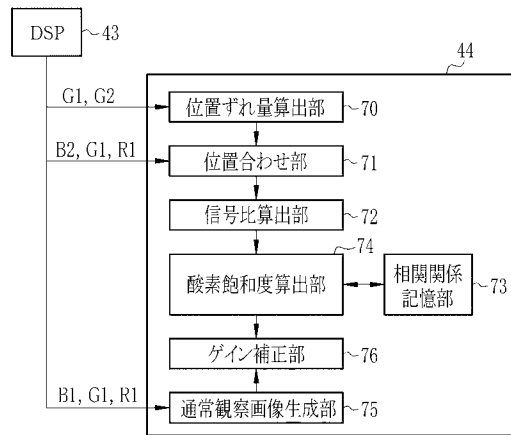 DSP
43
44
G1, G2
位置ずれ量算出部
70
B2, G1, R1
位置合わせ部
71
信号比算出部
72
74
酸素飽和度算出部
相関関係
記憶部
73
ゲイン補正部
76
B1, G1, R1
通常観察画像生成部
75